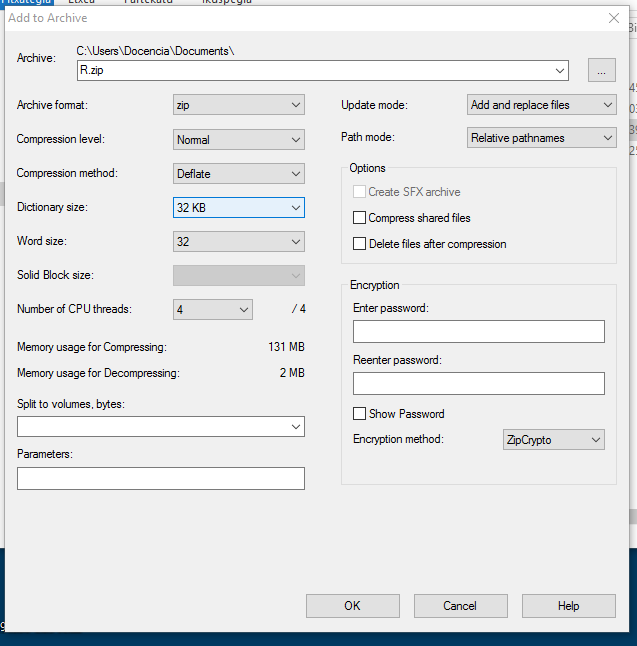 Fitxategia Etxea Partekatu Ikuspegia
Add to Archive
Archive:
C:\Users\Docencia\Documents\
R.zip
...
Archive format:
zip
Compression level:
Normal
Compression method:
Deflate
Dictionary size:
32 KB
Word size:
32
Solid Block size:
Number of CPU threads:
4
/ 4
Memory usage for Compressing:
131 MB
Memory usage for Decompressing:
2 MB
Split to volumes, bytes:
Parameters:
Update mode:
Add and replace files
Path mode:
Relative pathnames
Options
Create SFX archive
Compress shared files
Delete files after compression
Encryption
Enter password:
Reenter password:
Show Password
Encryption method:
ZipCrypto
OK
Cancel
Help